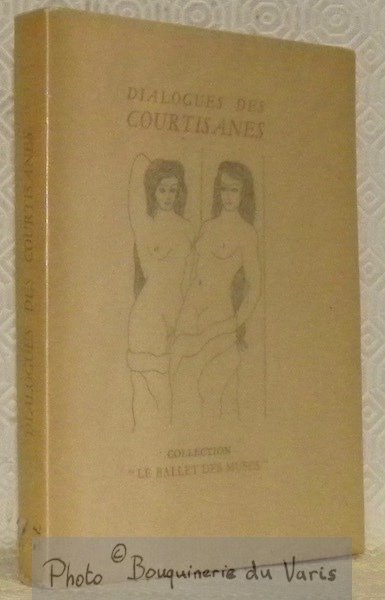 DIALOGUES DES
COURTISANES
COLLECTION
LE BALLET DES MUSES
DIALOGUES DES COURTISANES
Photo © Bouquinerie du Varis